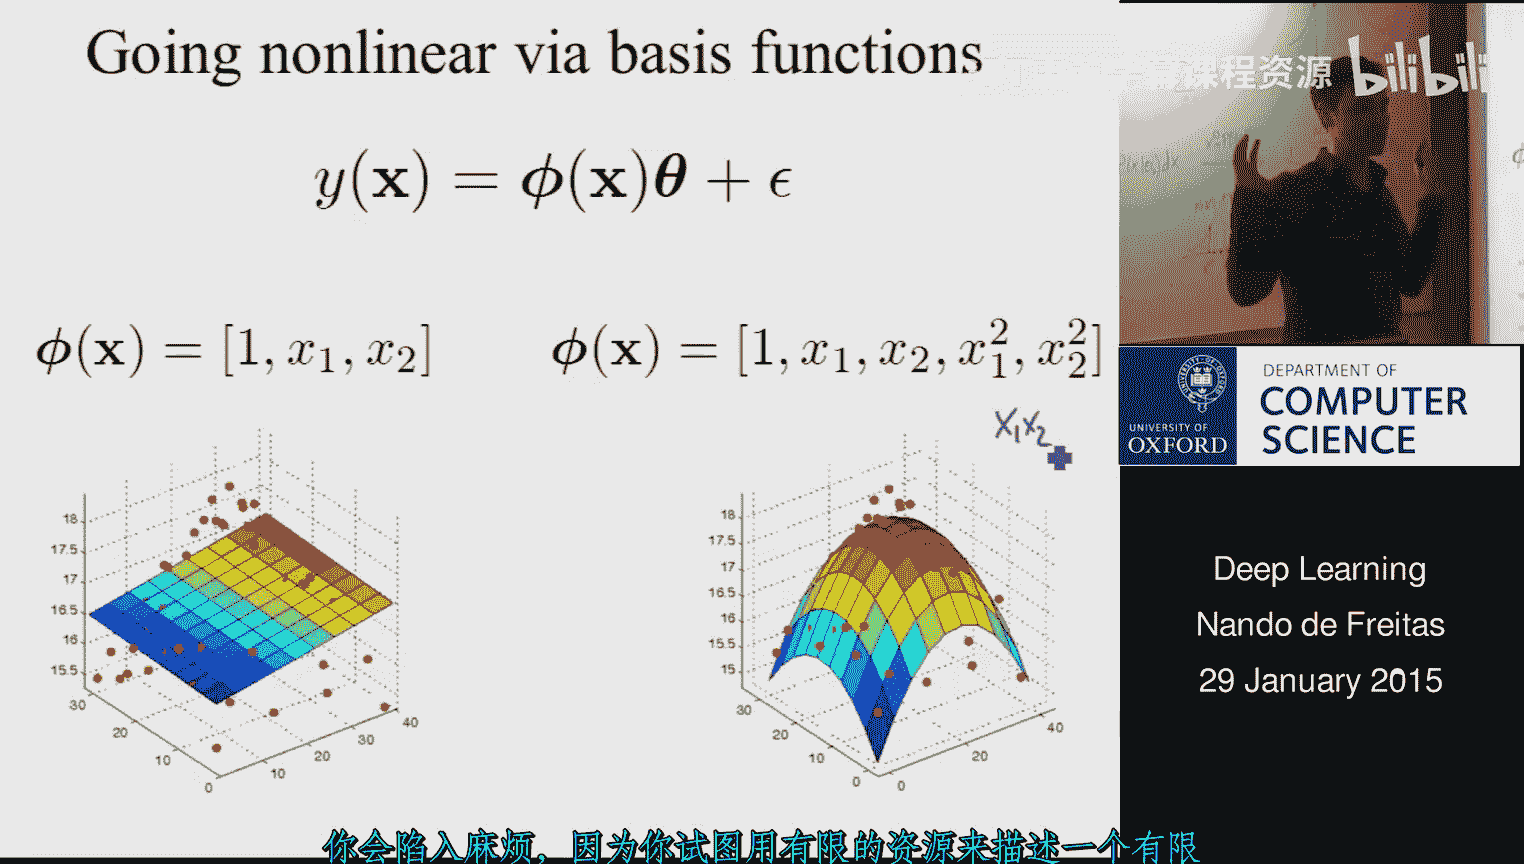 Going nonlinear via basis functions
y(x) = ϕ(x)θ + ϵ
ϕ(x) = [1, x₁, x₂]
ϕ(x) = [1, x₁, x₂, x₁², x₂²]
x₁x₂
18
17.5
17
16.5
16
15.5
30
20
10
0
10
20
30
40
18
17.5
17
16.5
16
15.5
15
30
20
10
0
0
20
40
课程资源 bilibili
UNIVERSITY OF
OXFORD
DEPARTMENT OF
COMPUTER
SCIENCE
Deep Learning
Nando de Freitas
29 January 2015
你会陷入麻烦，因为你试图用有限的资源来描述一个有限